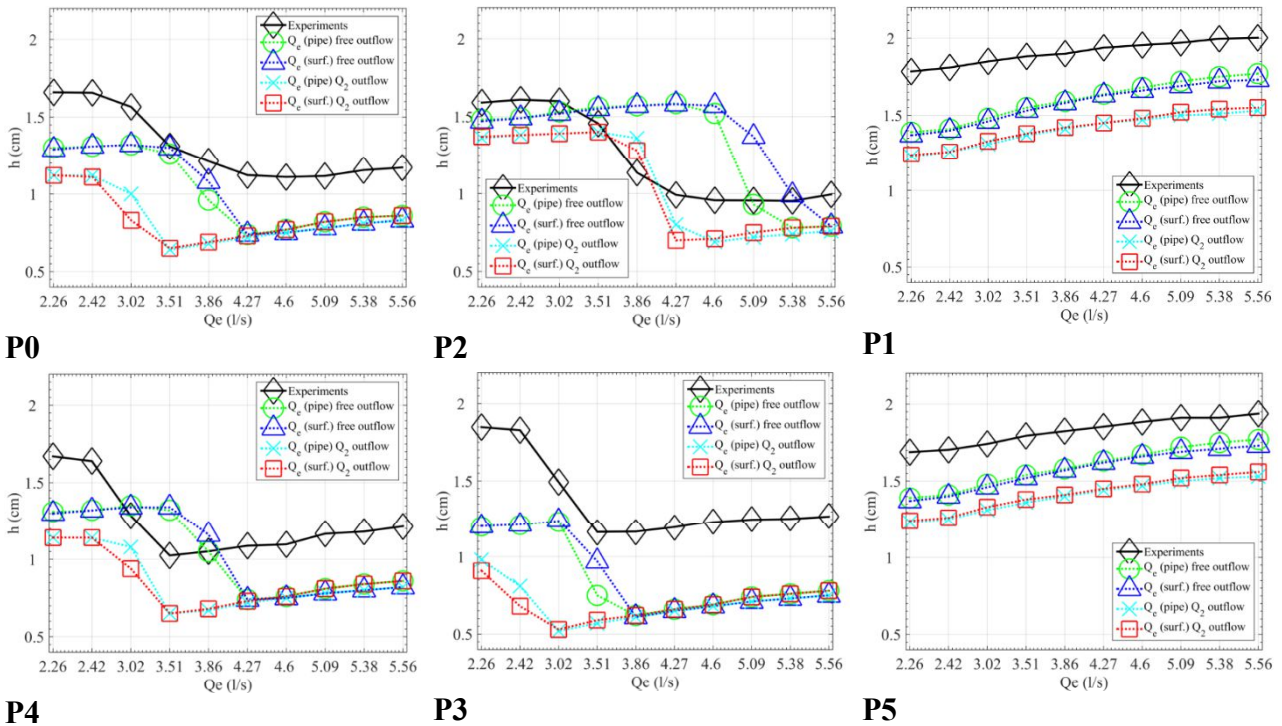 2
1.5
1
0.5
h (cm)
2.26 2.42 3.02 3.51 3.86 4.27 4.6 5.09 5.38 5.56
Qe (l/s)
Experiments
Qe (pipe) free outflow
Qe (surf.) free outflow
Qe (pipe) Q2 outflow
Qe (surf.) Q2 outflow
P0
2
1.5
1
0.5
h (cm)
2.26 2.42 3.02 3.51 3.86 4.27 4.6 5.09 5.38 5.56
Qe (l/s)
Experiments
Qe (pipe) free outflow
Qe (surf.) free outflow
Qe (pipe) Q2 outflow
Qe (surf.) Q2 outflow
P2
2
1.5
1
0.5
h (cm)
2.26 2.42 3.02 3.51 3.86 4.27 4.6 5.09 5.38 5.56
Qe (l/s)
Experiments
Qe (pipe) free outflow
Qe (surf.) free outflow
Qe (pipe) Q2 outflow
Qe (surf.) Q2 outflow
P1
2
1.5
1
0.5
h (cm)
2.26 2.42 3.02 3.51 3.86 4.27 4.6 5.09 5.38 5.56
Qe (l/s)
Experiments
Qe (pipe) free outflow
Qe (surf.) free outflow
Qe (pipe) Q2 outflow
Qe (surf.) Q2 outflow
P4
2
1.5
1
0.5
h (cm)
2.26 2.42 3.02 3.51 3.86 4.27 4.6 5.09 5.38 5.56
Qe (l/s)
Experiments
Qe (pipe) free outflow
Qe (surf.) free outflow
Qe (pipe) Q2 outflow
Qe (surf.) Q2 outflow
P3
2
1.5
1
0.5
h (cm)
2.26 2.42 3.02 3.51 3.86 4.27 4.6 5.09 5.38 5.56
Qe (l/s)
Experiments
Qe (pipe) free outflow
Qe (surf.) free outflow
Qe (pipe) Q2 outflow
Qe (surf.) Q2 outflow
P5